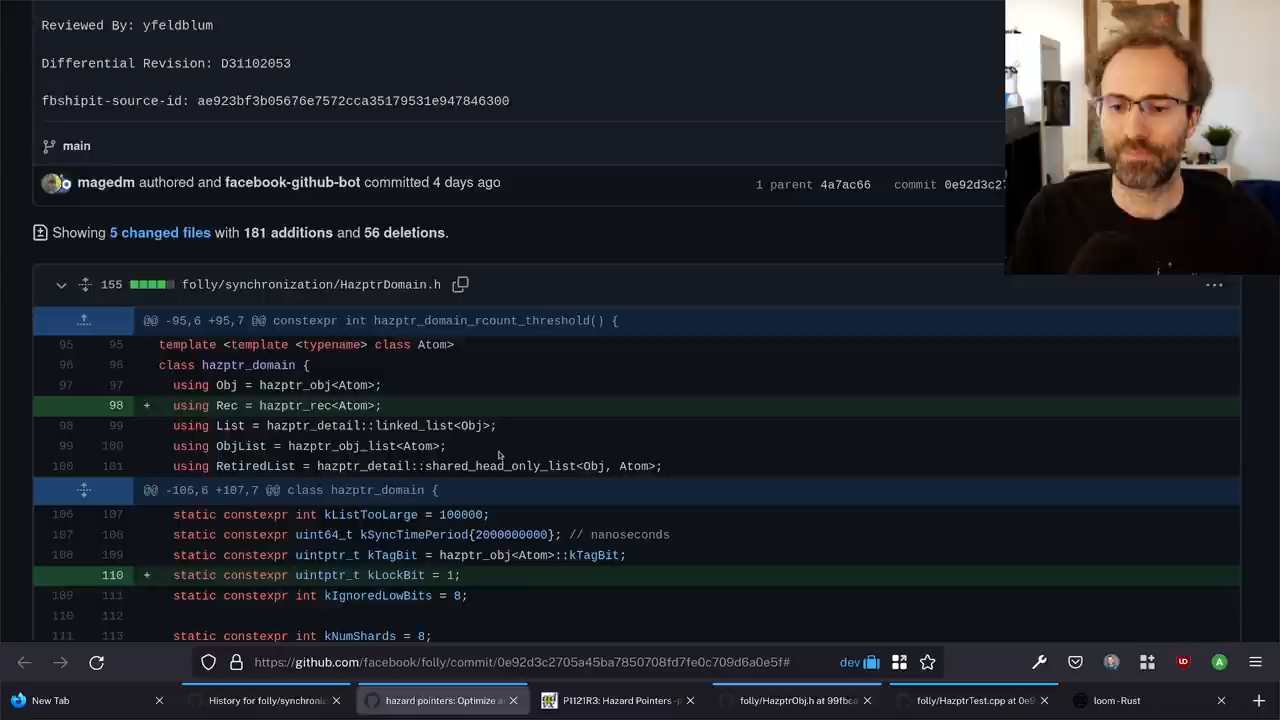 Reviewed By: yfeldblum
Differential Revision: D31102053
fbshipit-source-id: ae923bf3b05676e7572cca35179531e947846300
main
magedm authored and facebook-github-bot committed 4 days ago
1 parent 4a7ac66 commit 0e92d3c27
Showing 5 changed files with 181 additions and 56 deletions.
155 folly/synchronization/HazptrDomain.h
@@ -95,6 +95,7 @@ constexpr int hazptr_domain_rcount_threshold() {
95 95 template <template <typename> class Atom>
96 96 class hazptr_domain {
97 97 using Obj = hazptr_obj<Atom>;
98 + using Rec = hazptr_rec<Atom>;
98 99 using List = hazptr_detail::linked_list<Obj>;
99 100 using ObjList = hazptr_obj_list<Atom>;
100 101 using RetiredList = hazptr_detail::shared_head_only_list<Obj, Atom>;
@@ -106,6 +107,7 @@ class hazptr_domain {
106 107 static constexpr int kListTooLarge = 100000;
107 108 static constexpr uint64_t kSyncTimePeriod{2000000000}; // nanoseconds
108 109 static constexpr uintptr_t kTagBit = hazptr_obj<Atom>::kTagBit;
110 + static constexpr uintptr_t kLockBit = 1;
109 111 static constexpr int kIgnoredLowBits = 8;
110 112
111 113 static constexpr int kNumShards = 8;
https://github.com/facebook/folly/commit/0e92d3c2705a45ba7850708fd7fe0c709d6a0e5f# dev
New Tab
History for folly/synchroniz
hazard pointers: Optimize a
P1121R3: Hazard Pointers - p
folly/HazptrObj.h at 99fbca
folly/HazptrTest.cpp at 0e9
loom - Rust